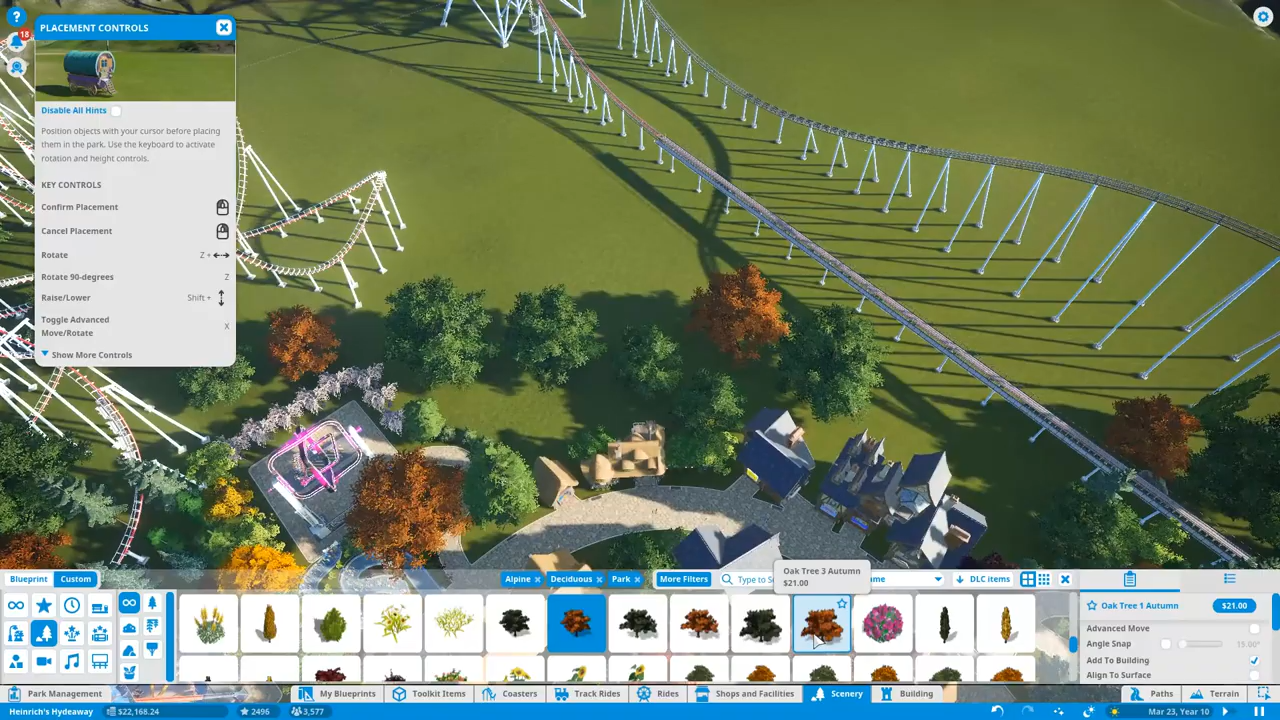 ?
18
PLACEMENT CONTROLS
Disable All Hints
Position objects with your cursor before placing
them in the park. Use the keyboard to activate
rotation and height controls.
KEY CONTROLS
Confirm Placement
Cancel Placement
Rotate Z +
Rotate 90-degrees Z
Raise/Lower Shift +
Toggle Advanced
Move/Rotate X
Show More Controls
Oak Tree 3 Autumn
$21.00
Blueprint Custom Alpine × Deciduous × Park × More Filters Type to S ame DLC items
Oak Tree 1 Autumn $21.00
Advanced Move
Angle Snap 15.00°
Add To Building
Align To Surface
Park Management My Blueprints Toolkit Items Coasters Track Rides Rides Shops and Facilities Scenery Building Paths Terrain
Heinrich's Hydeaway $22,168.24 2496 3,577 Mar 23, Year 10